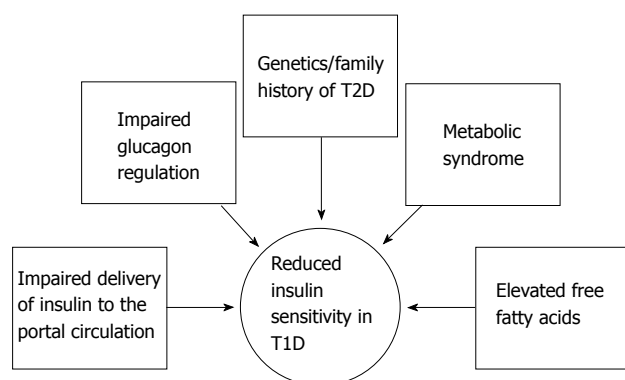 Genetics/family
history of T2D
Impaired
glucagon
regulation
Metabolic
syndrome
Impaired delivery
of insulin to the
portal circulation
Reduced
insulin
sensitivity in
T1D
Elevated free
fatty acids